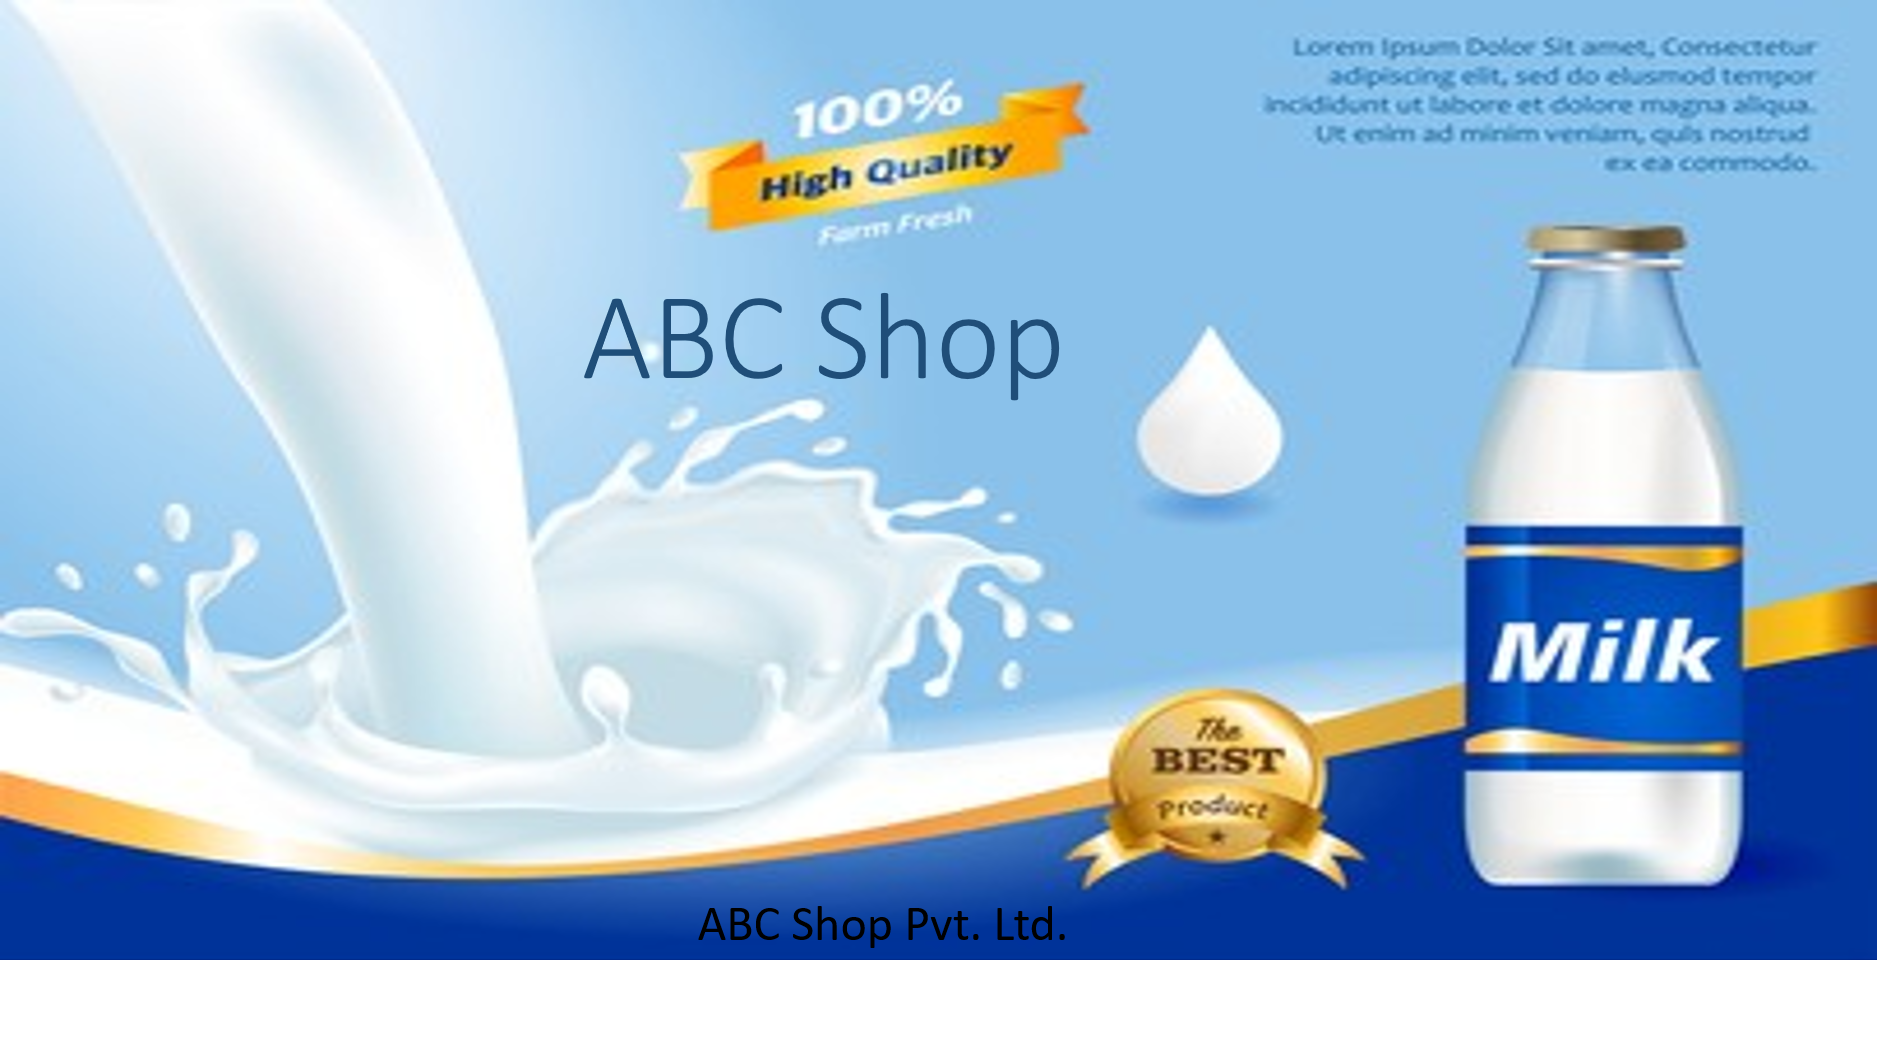 Lorem Ipsum Dolor Sit amet, Consectetur
adipiscing elit, sed do eiusmod tempor
incididunt ut labore et dolore magna aliqua.
Ut enim ad minim veniam, quis nostrud
ex ea commodo.
100%
High Quality
Farm Fresh
ABC Shop
Milk
The
BEST
Product
ABC Shop Pvt. Ltd.